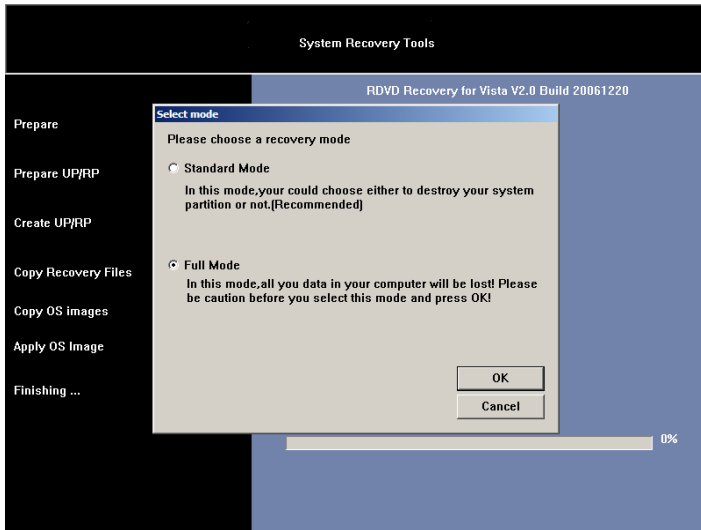 System Recovery Tools
RDVD Recovery for Vista V2.0 Build 20061220
Prepare
Prepare UP/RP
Create UP/RP
Copy Recovery Files
Copy OS images
Apply OS Image
Finishing ...
Select mode
Please choose a recovery mode
Standard Mode
In this mode,your could choose either to destroy your system
partition or not.(Recommended)
Full Mode
In this mode,all you data in your computer will be lost! Please
be caution before you select this mode and press OK!
OK
Cancel
0%